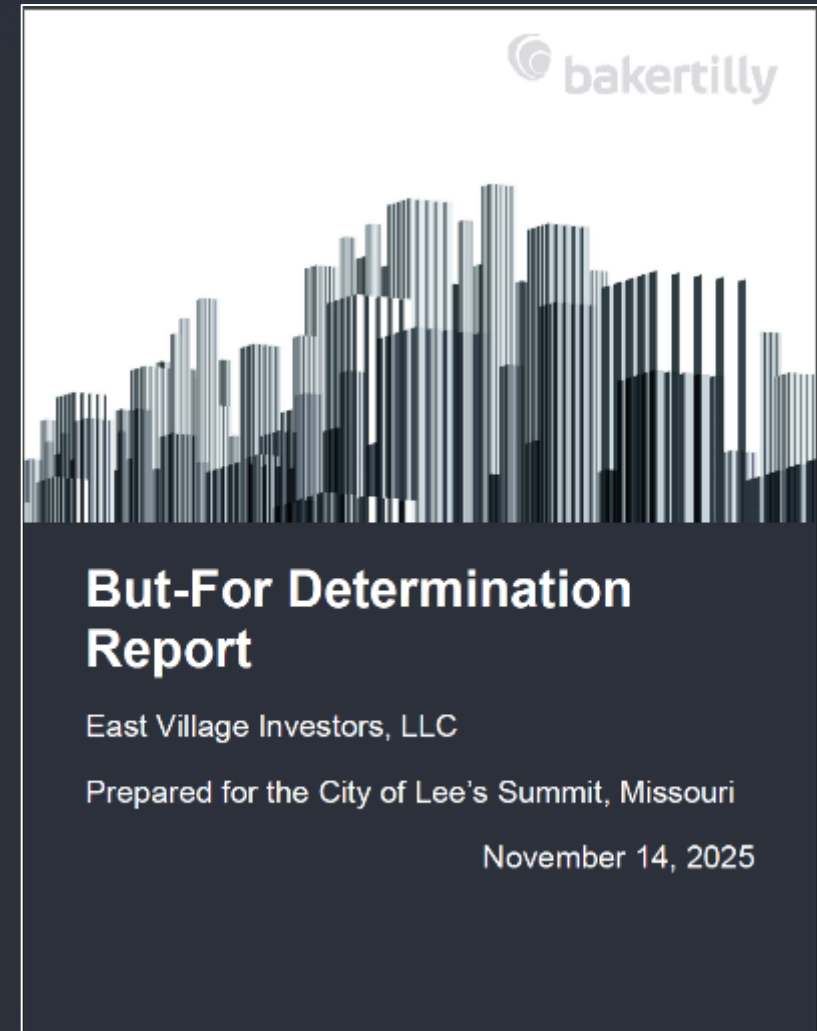 bakertilly
But-For Determination
Report
East Village Investors, LLC
Prepared for the City of Lee's Summit, Missouri
November 14, 2025